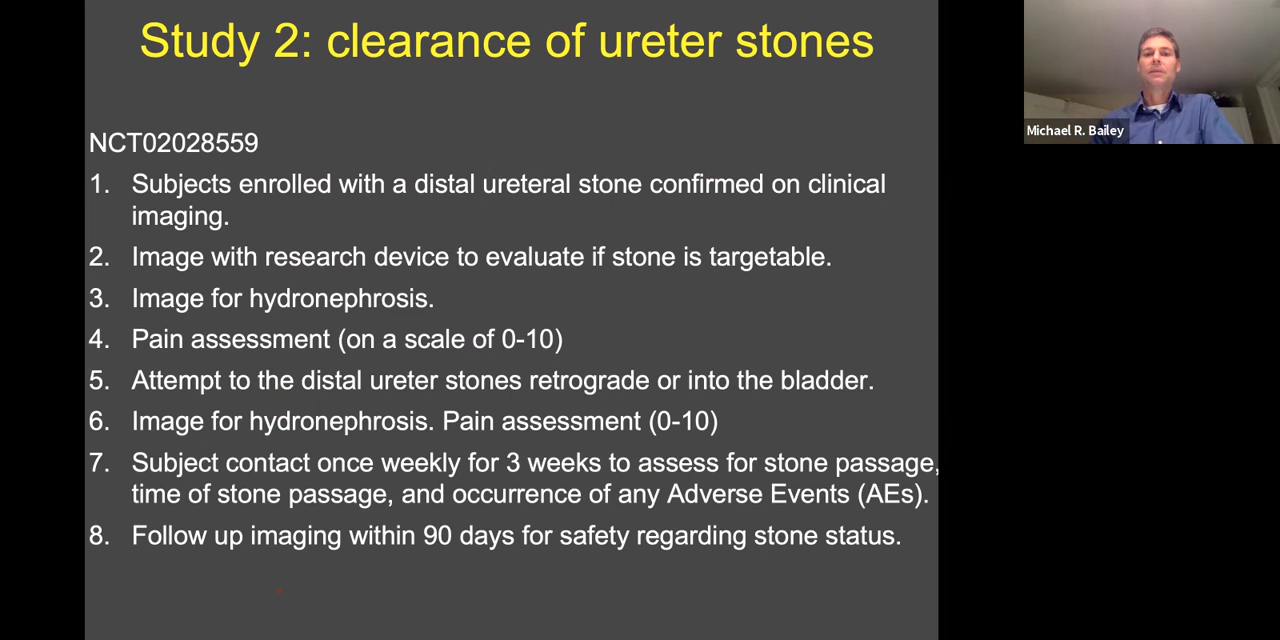 Study 2: clearance of ureter stones
Michael R. Bailey
NCT02028559
1. Subjects enrolled with a distal ureteral stone confirmed on clinical
imaging.
2. Image with research device to evaluate if stone is targetable.
3. Image for hydronephrosis.
4. Pain assessment (on a scale of 0-10)
5. Attempt to the distal ureter stones retrograde or into the bladder.
6. Image for hydronephrosis. Pain assessment (0-10)
7. Subject contact once weekly for 3 weeks to assess for stone passage,
time of stone passage, and occurrence of any Adverse Events (AEs).
8. Follow up imaging within 90 days for safety regarding stone status.